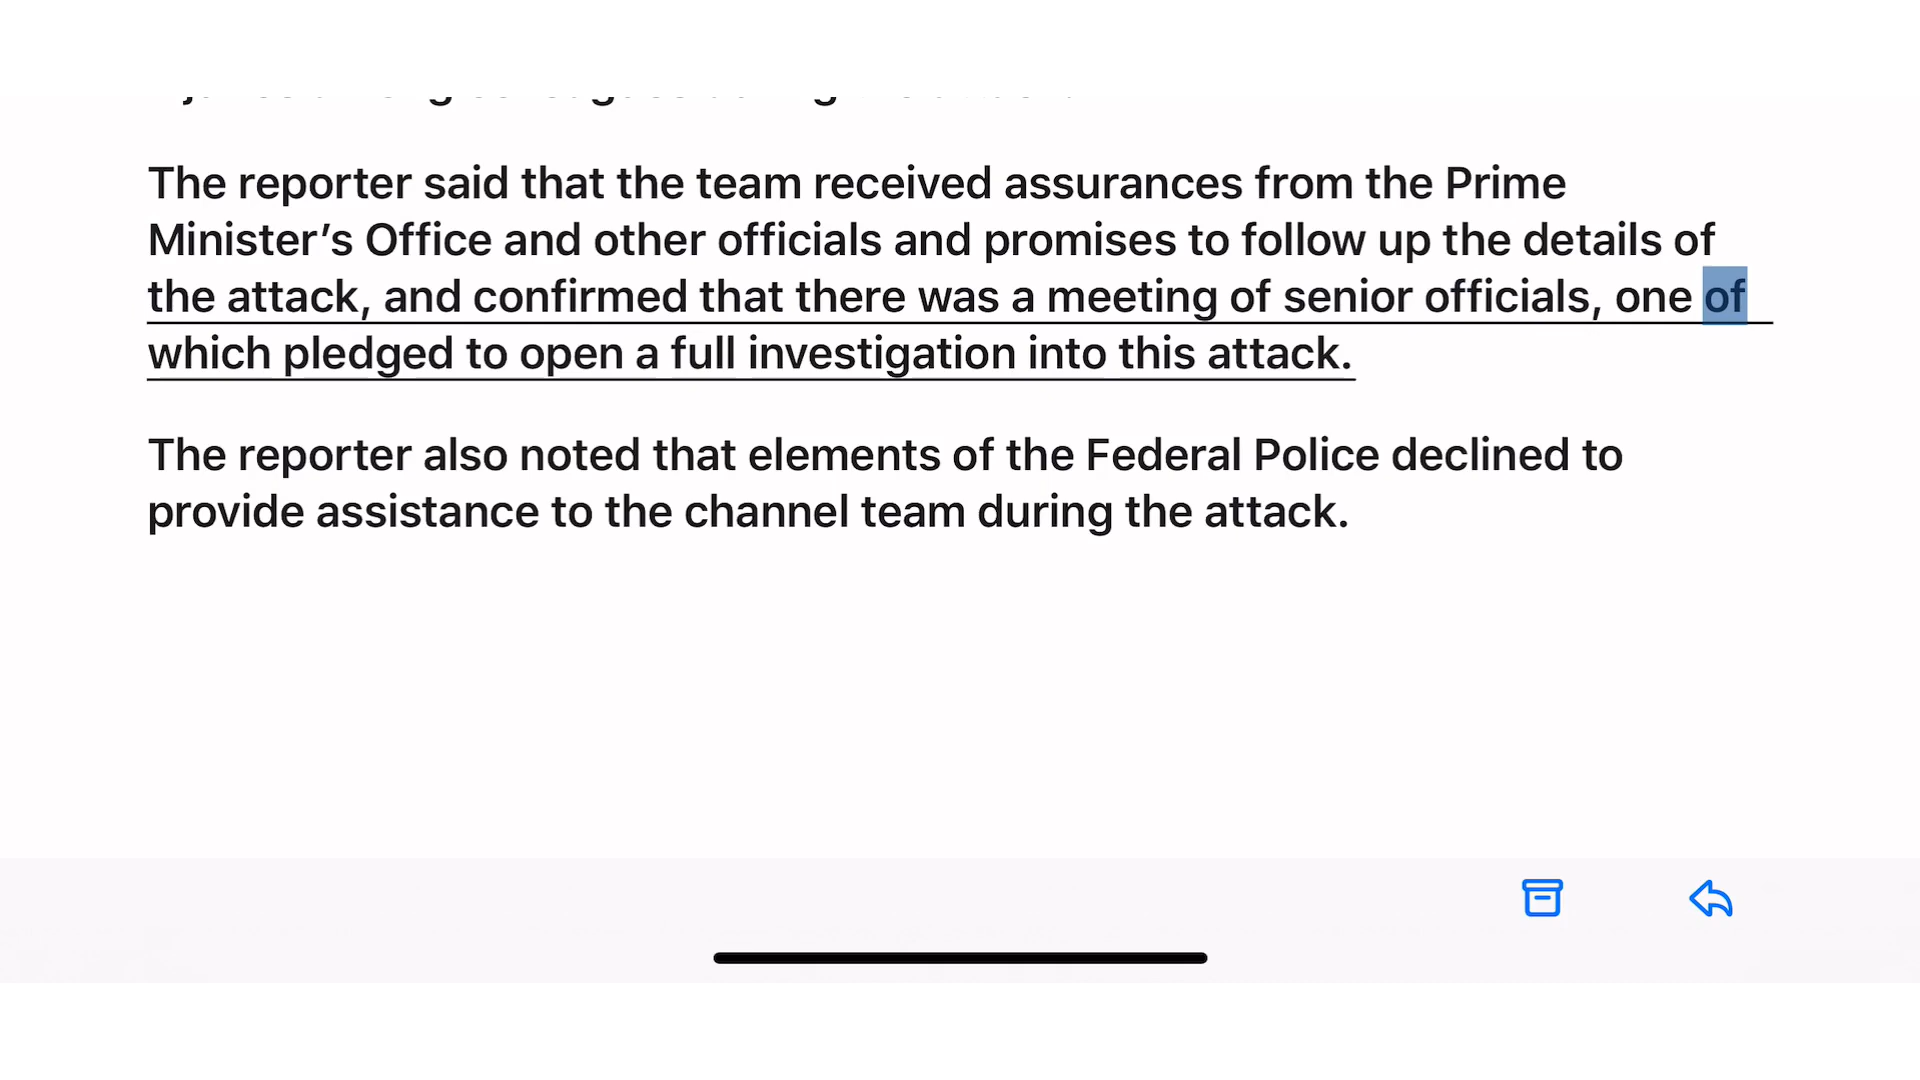 The reporter said that the team received assurances from the Prime
Minister’s Office and other officials and promises to follow up the details of
the attack, and confirmed that there was a meeting of senior officials, one of
which pledged to open a full investigation into this attack.
The reporter also noted that elements of the Federal Police declined to
provide assistance to the channel team during the attack.